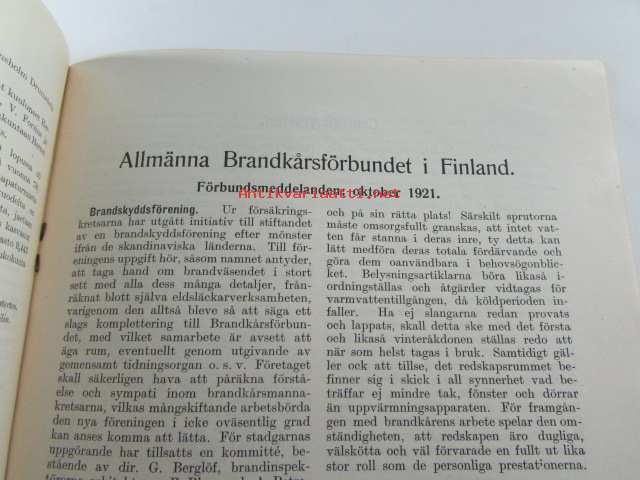 Allmänna Brandkårsförbundet i Finland.
Förbundsmeddelanden; oktober 1921.
Antikvariaatti.net
Brandskyddsförening. Ur försäkrings-
kretsarna har utgått initiativ till stiftandet
av en brandskyddsförening efter mönster
ifrån de skandinaviska länderna. Till för-
eningens uppgift hör, såsom namnet antyder,
att taga hand om brandväsendet i stort
sett med alla dess många detaljer, från-
räknat blott själva eldsläckarverksamheten,
varigenom den alltså bleve så att säga ett
slags komplettering till Brandkårsförbun-
det, med vilket samarbete är avsett att
äga rum, eventuellt genom utgivande av
gemensamt tidningsorgan o. s. v. Företaget
skall säkerligen hava att påräkna förstå-
else och sympati inom brandkårsmanna-
kretsarna, vilkas mångskiftande arbetsbörda
den nya föreningen i icke oväsentlig grad
kan anses komma att lätta. För stadgarnas
uppgörande har tillsatts en kommitté, be-
stående av dir. G. Berglöf, brandinspek-
och på sin rätta plats! Särskilt sprutorna
måste omsorgsfullt granskas, att intet vat-
ten får stanna i deras inre, ty detta kan
lätt medföra deras totala fördärvande och
göra dem oanvändbara i behovsögonblic-
ket. Belysningsartiklarna böra likaså i-
ordningställas och åtgärder vidtagas för
varmvattentillgången, då köldperioden in-
faller. Ha ej slangarna redan provats
och lappats, skall detta ske med det första
och likaså vinteråkdonen ställas redo att
när som helst tagas i bruk. Samtidigt gäl-
ler ock att tillse, det redskapsrummet be-
finner sig i skick i all synnerhet vad be-
träffar ej mindre tak, fönster och dörrar
än uppvärmningsapparaten. För framgån-
gen med brandkårens arbete spelar den om-
ständigheten, att redskapen äro dugliga,
välskötta och väl förvarade en fullt ut lika
stor roll som de personliga prestationerna.